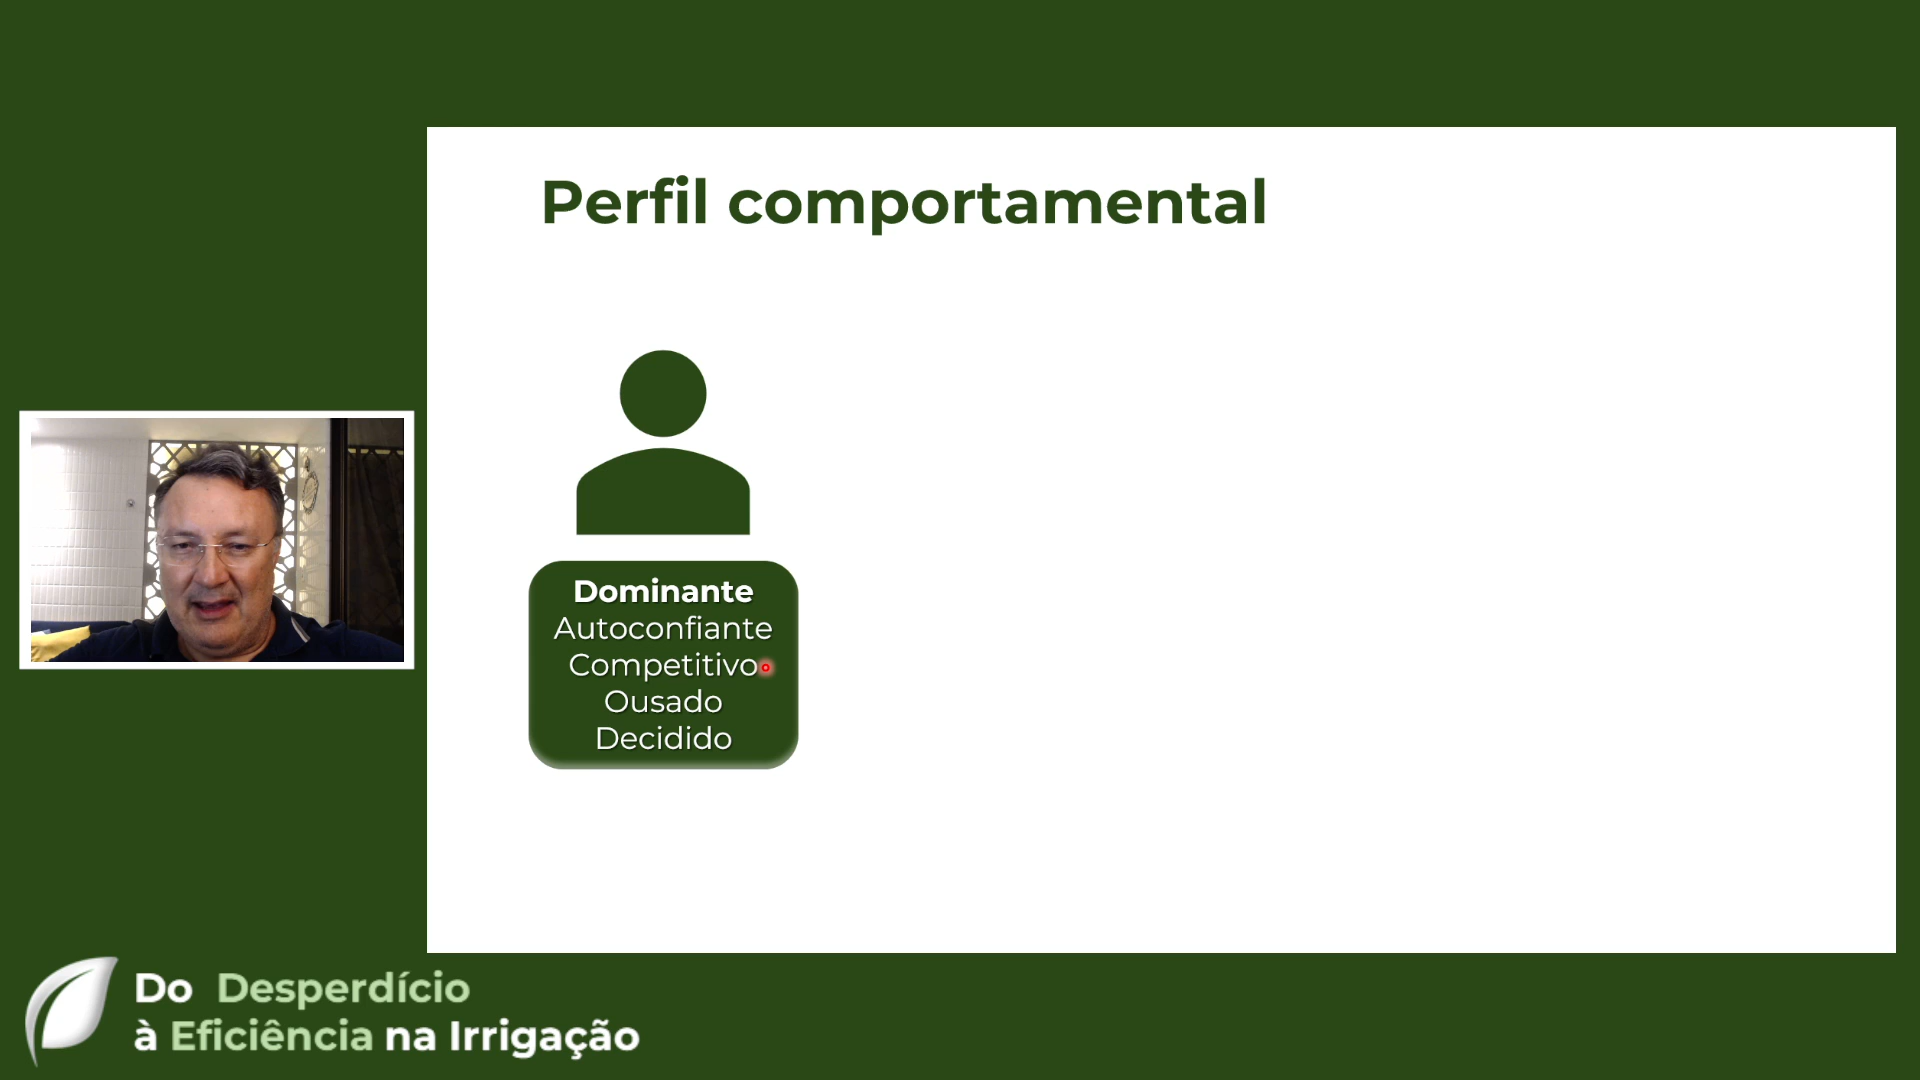 Perfil comportamental
Dominante
Autoconfiante
Competitivo
Ousado
Decidido
Do Desperdício
à Eficiência na Irrigação